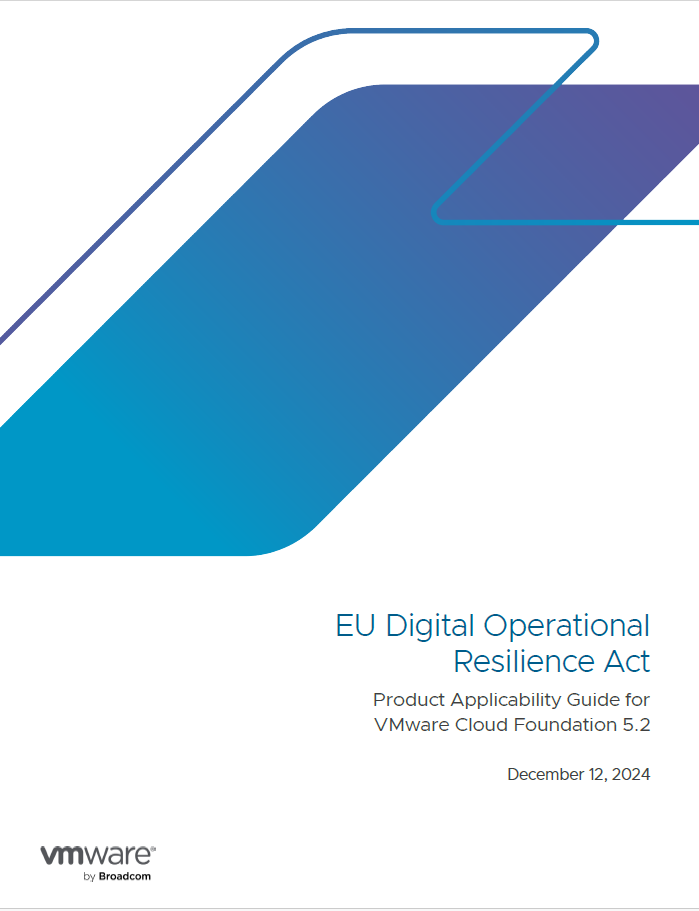 EU Digital Operational
Resilience Act
Product Applicability Guide for
VMware Cloud Foundation 5.2
December 12, 2024
vmware®
by Broadcom